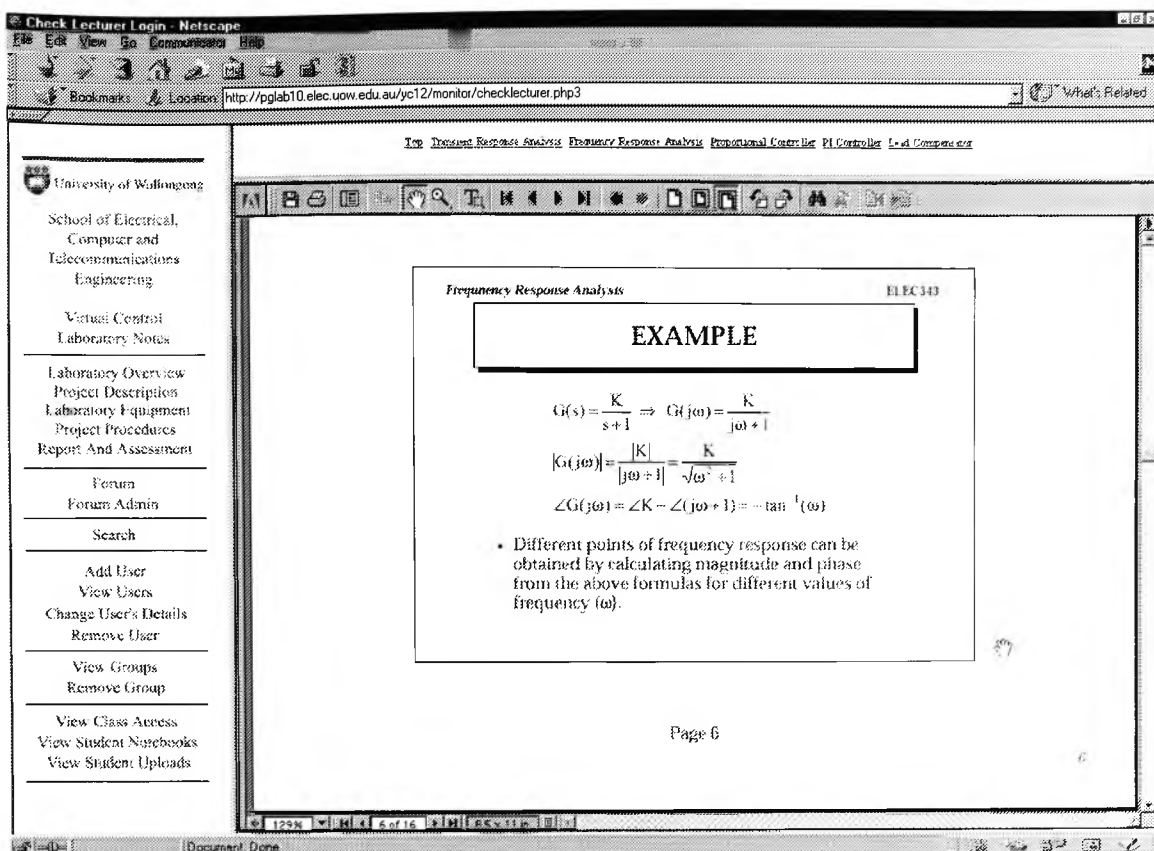 Check Lecturer Login - Netscape
File Edit View Go Communicator Help
Bookmarks Location: http://pglab10.elec.uow.edu.au/yc12/monitor/checklecturer.php3 What's Related
Top Transient Response Analysis Frequency Response Analysis Proportional Controller PI Controller Lead Compensator
University of Wollongong
School of Electrical,
Computer and
Telecommunications
Engineering
Virtual Control
Laboratory Notes
Laboratory Overview
Project Description
Laboratory Equipment
Project Procedures
Report And Assessment
Forum
Forum Admin
Search
Add User
View Users
Change User's Details
Remove User
View Groups
Remove Group
View Class Access
View Student Notebooks
View Student Uploads
Frequnency Response Analysis ELEC343
EXAMPLE
G(s) = K/(s+1) ⇒ G(jω) = K/(jω+1)
|G(jω)| = |K|/|jω+1| = K/√(ω²+1)
∠G(jω) = ∠K − ∠(jω+1) = −tan⁻¹(ω)
• Different points of frequency response can be
obtained by calculating magnitude and phase
from the above formulas for different values of
frequency (ω).
Page 6
6
129% 6 of 16 8.5 x 11 in
Document: Done